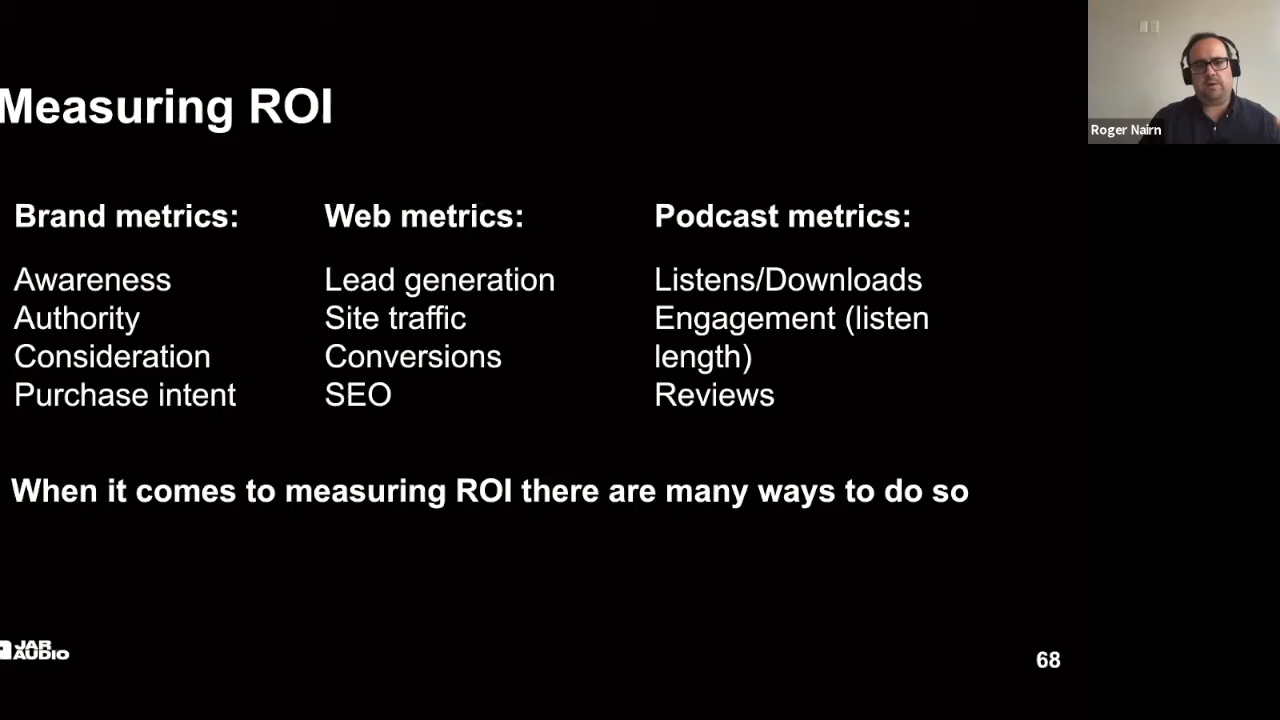 Measuring ROI
Roger Nairn
Brand metrics:
Awareness
Authority
Consideration
Purchase intent
Web metrics:
Lead generation
Site traffic
Conversions
SEO
Podcast metrics:
Listens/Downloads
Engagement (listen
length)
Reviews
When it comes to measuring ROI there are many ways to do so
JAR
AUDIO
68